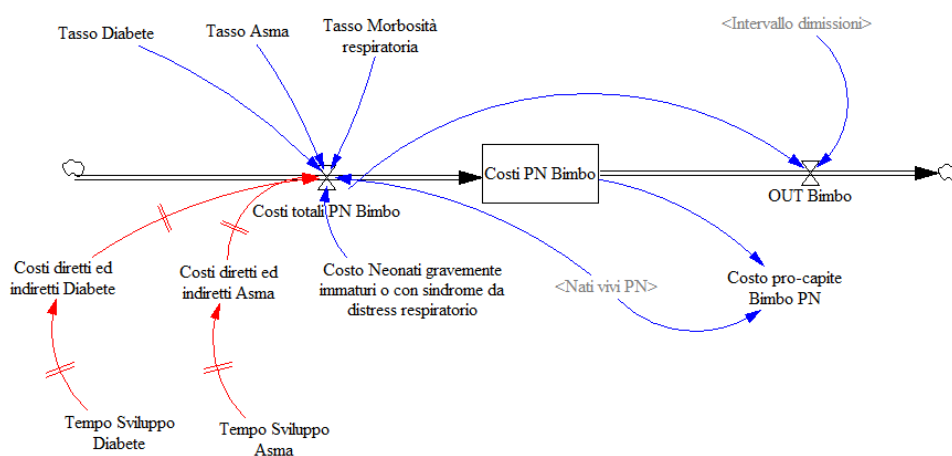 Tasso Diabete
Tasso Asma
Tasso Morbosità
respiratoria
<Intervallo dimissioni>
Costi PN Bimbo
Costi totali PN Bimbo
OUT Bimbo
Costi diretti ed
indiretti Diabete
Costi diretti ed
indiretti Asma
Costo Neonati gravemente
immaturi o con sindrome da
distress respiratorio
<Nati vivi PN>
Costo pro-capite
Bimbo PN
Tempo Sviluppo
Diabete
Tempo Sviluppo
Asma